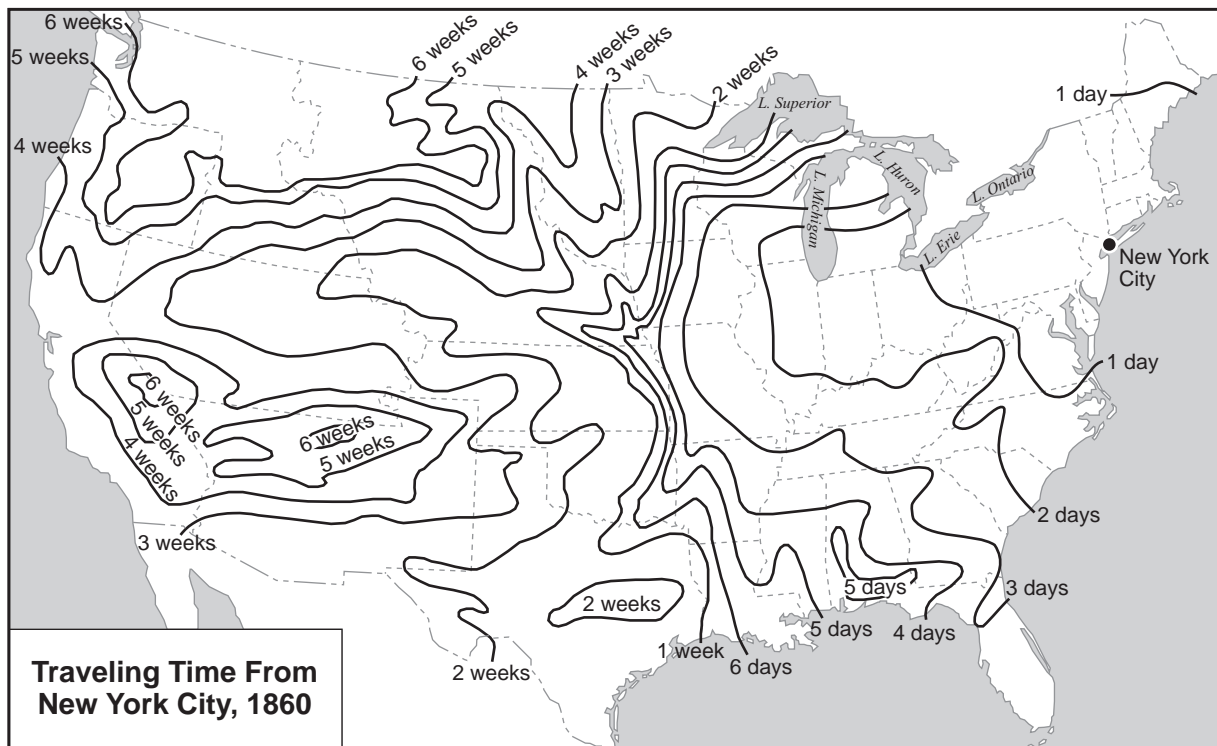 6 weeks
5 weeks
4 weeks
6 weeks
5 weeks
4 weeks
3 weeks
2 weeks
L. Superior
L. Michigan
L. Huron
L. Ontario
L. Erie
1 day
New York
City
1 day
6 weeks
5 weeks
4 weeks
6 weeks
5 weeks
3 weeks
2 weeks
2 weeks
1 week
6 days
5 days
5 days
4 days
3 days
2 days
Traveling Time From
New York City, 1860